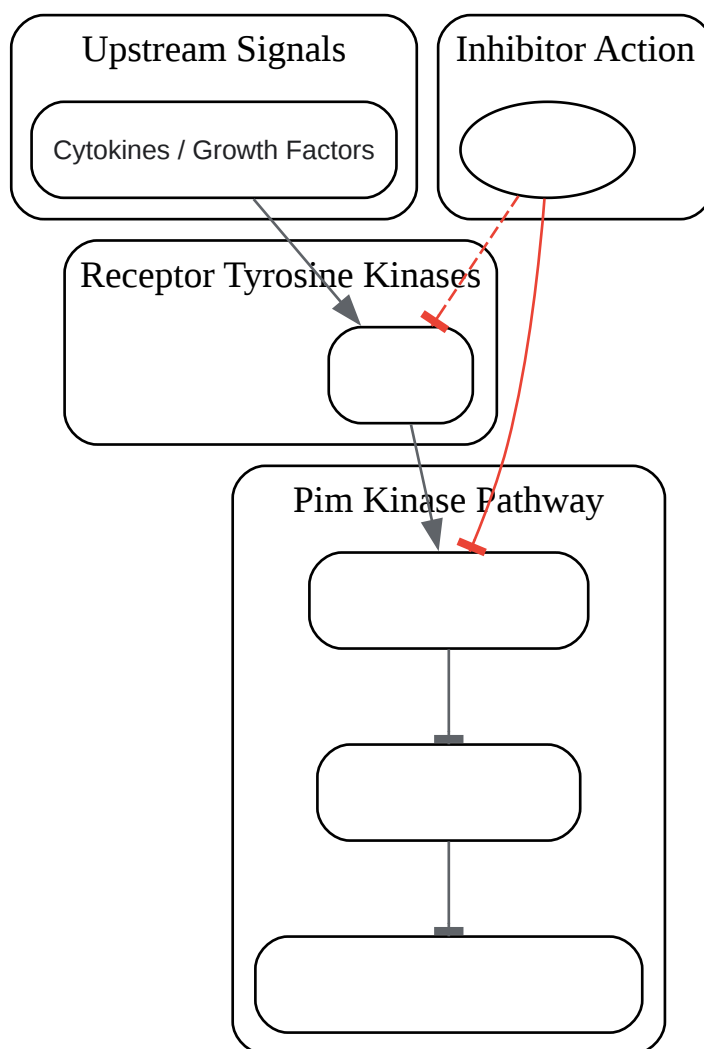 Upstream Signals
Cytokines / Growth Factors
Inhibitor Action
Receptor Tyrosine Kinases
Pim Kinase Pathway